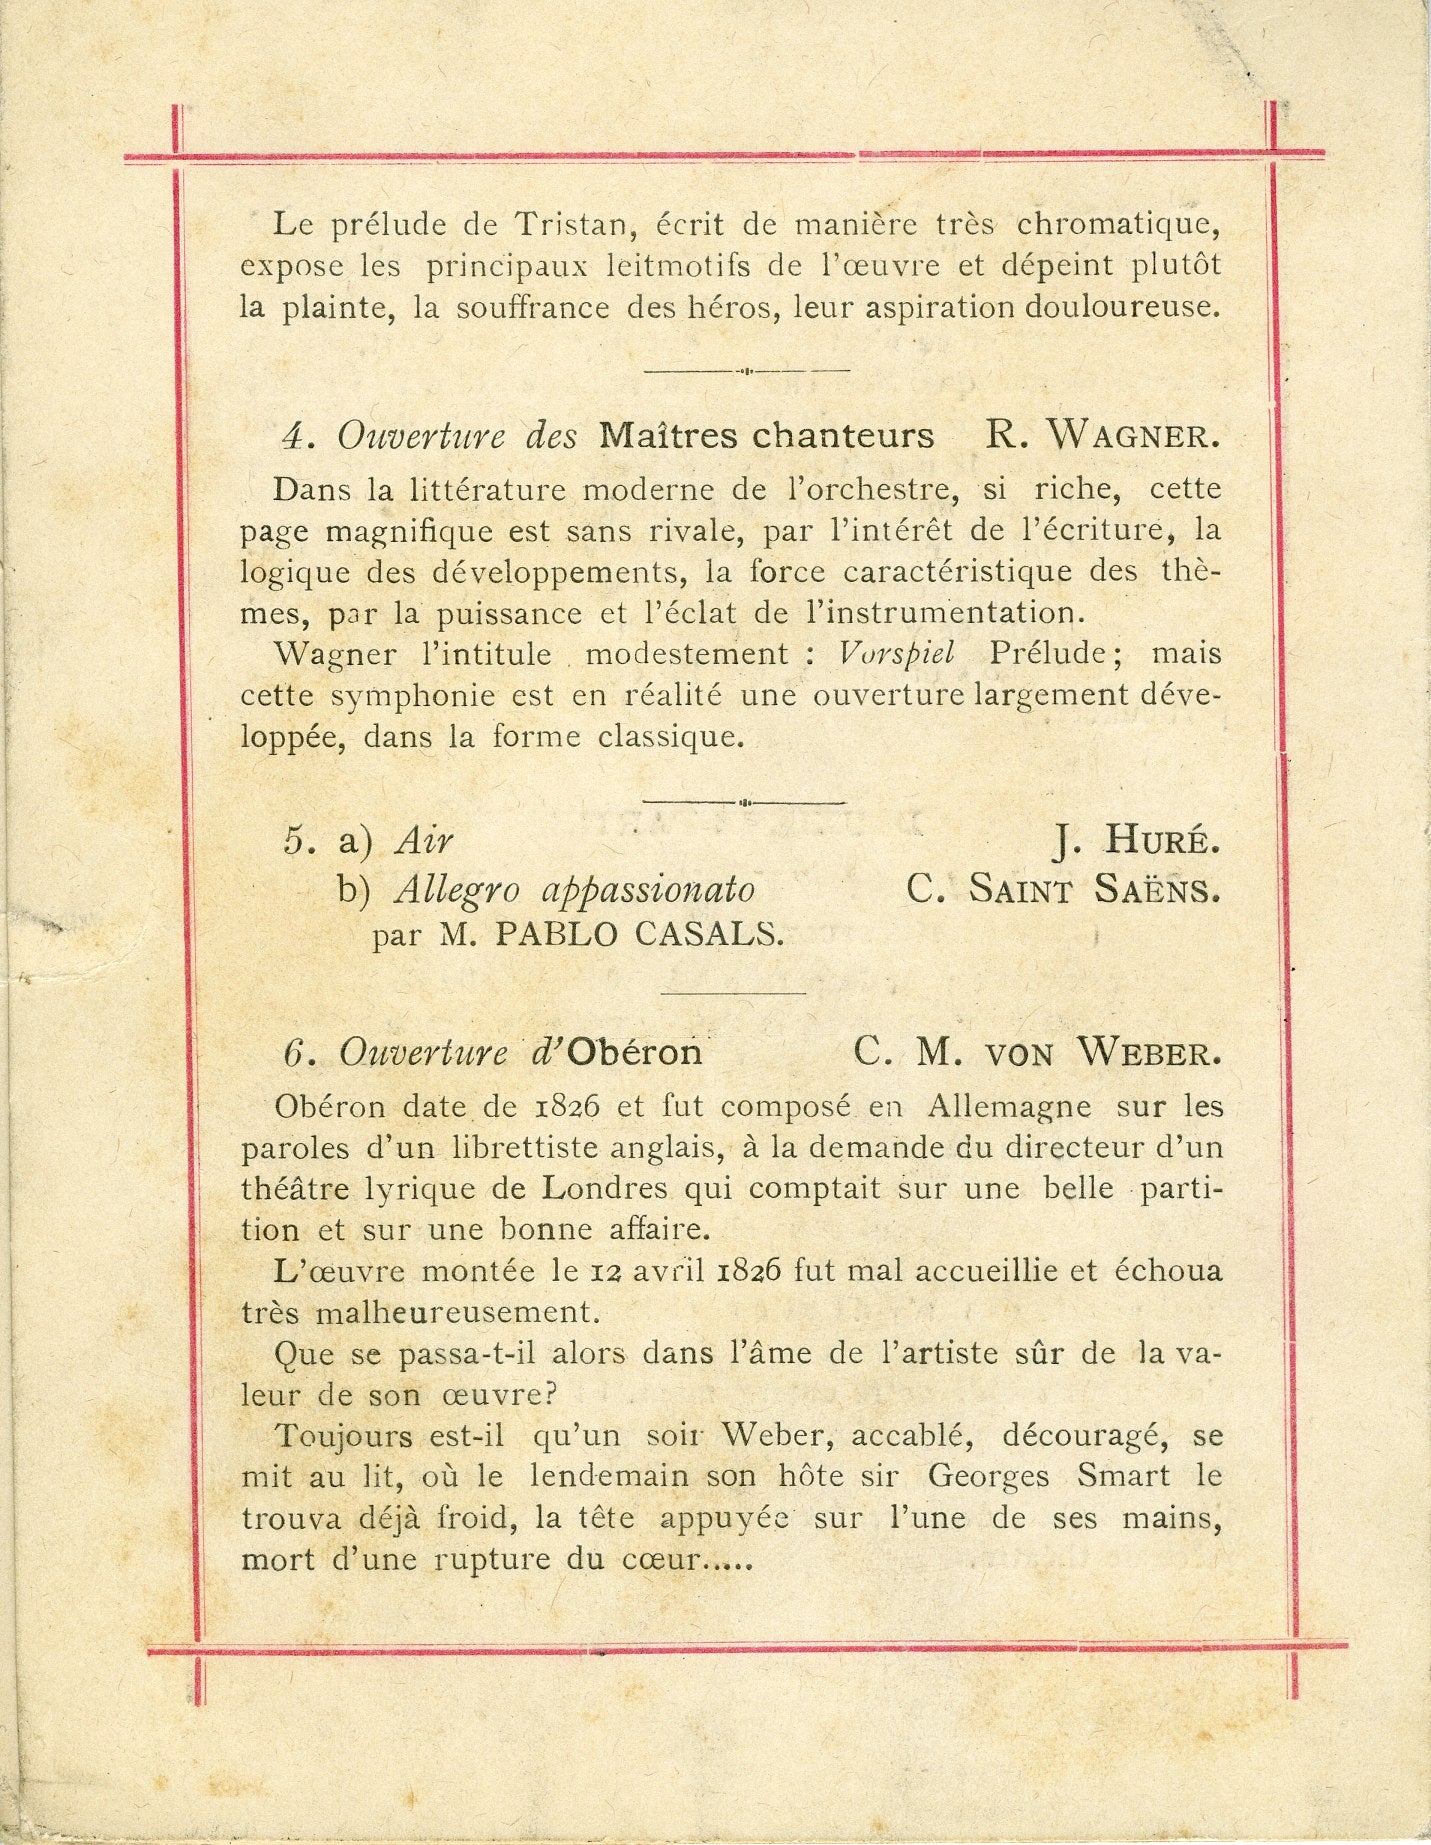 Le prélude de Tristan, écrit de manière très chromatique,
expose les principaux leitmotifs de l'œuvre et dépeint plutôt
la plainte, la souffrance des héros, leur aspiration douloureuse.
4. Ouverture des Maîtres chanteurs R. WAGNER.
Dans la littérature moderne de l'orchestre, si riche, cette
page magnifique est sans rivale, par l'intérêt de l'écriture, la
logique des développements, la force caractéristique des thè-
mes, par la puissance et l'éclat de l'instrumentation.
Wagner l'intitule modestement : Vorspiel Prélude; mais
cette symphonie est en réalité une ouverture largement déve-
loppée, dans la forme classique.
5. a) Air J. HURÉ.
b) Allegro appassionato C. SAINT SAËNS.
par M. PABLO CASALS.
6. Ouverture d'Obéron C. M. VON WEBER.
Obéron date de 1826 et fut composé en Allemagne sur les
paroles d'un librettiste anglais, à la demande du directeur d'un
théâtre lyrique de Londres qui comptait sur une belle parti-
tion et sur une bonne affaire.
L'œuvre montée le 12 avril 1826 fut mal accueillie et échoua
très malheureusement.
Que se passa-t-il alors dans l'âme de l'artiste sûr de la va-
leur de son œuvre?
Toujours est-il qu'un soir Weber, accablé, découragé, se
mit au lit, où le lendemain son hôte sir Georges Smart le
trouva déjà froid, la tête appuyée sur l'une de ses mains,
mort d'une rupture du cœur.....